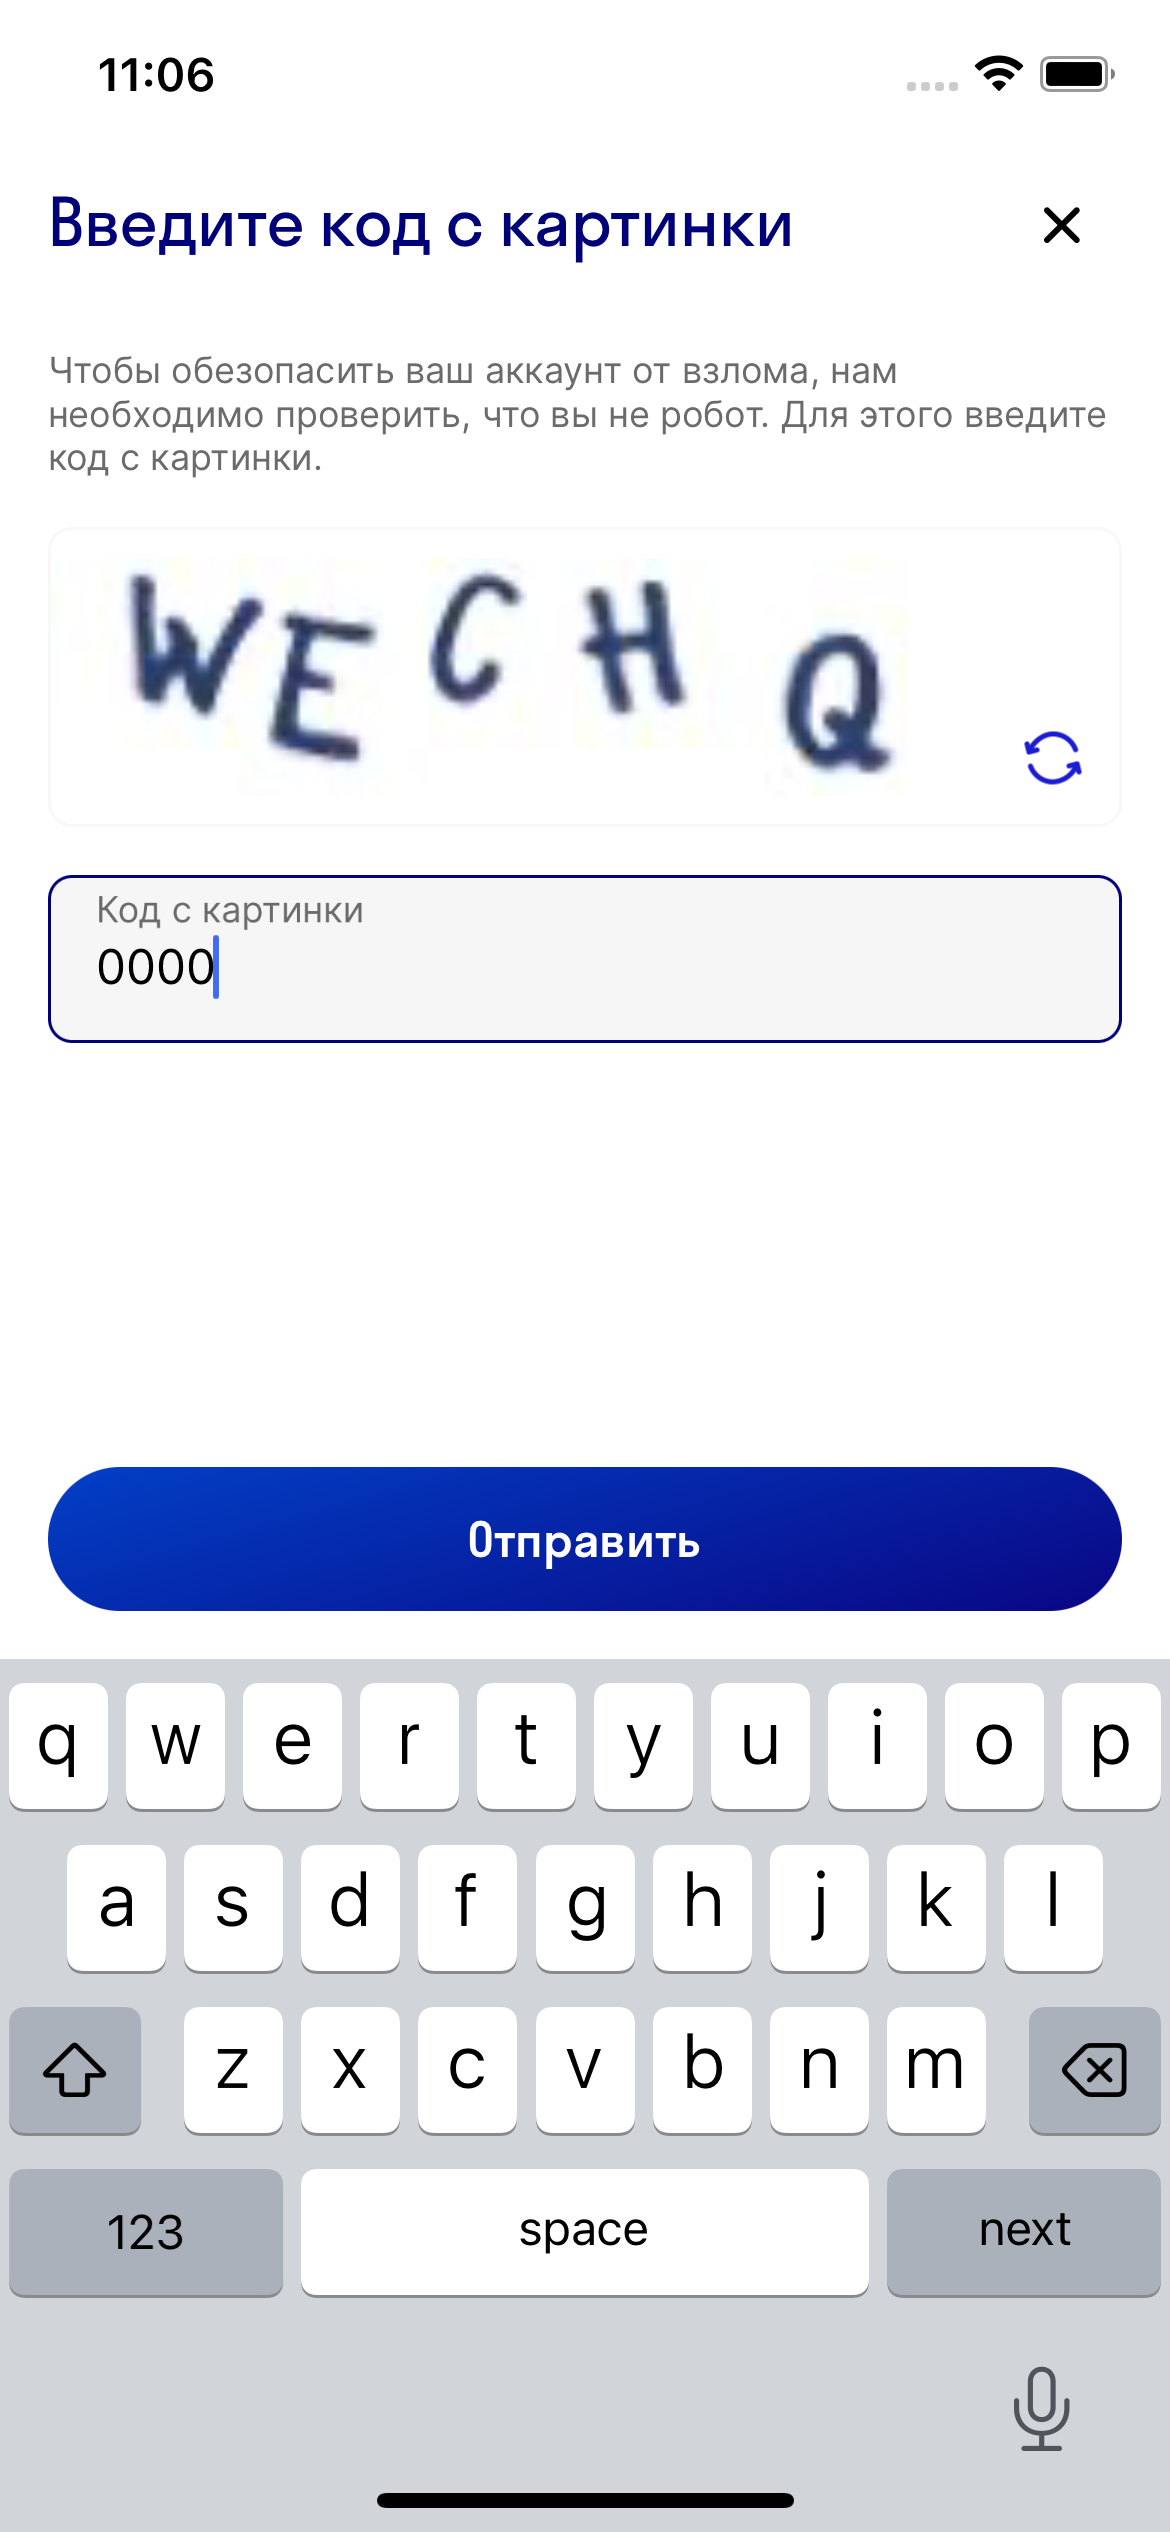 11:06
Введите код с картинки
Чтобы обезопасить ваш аккаунт от взлома, нам
необходимо проверить, что вы не робот. Для этого введите
код с картинки.
WECHQ
Код с картинки
0000
Отправить
q w e r t y u i o p
a s d f g h j k l
z x c v b n m
123 space next